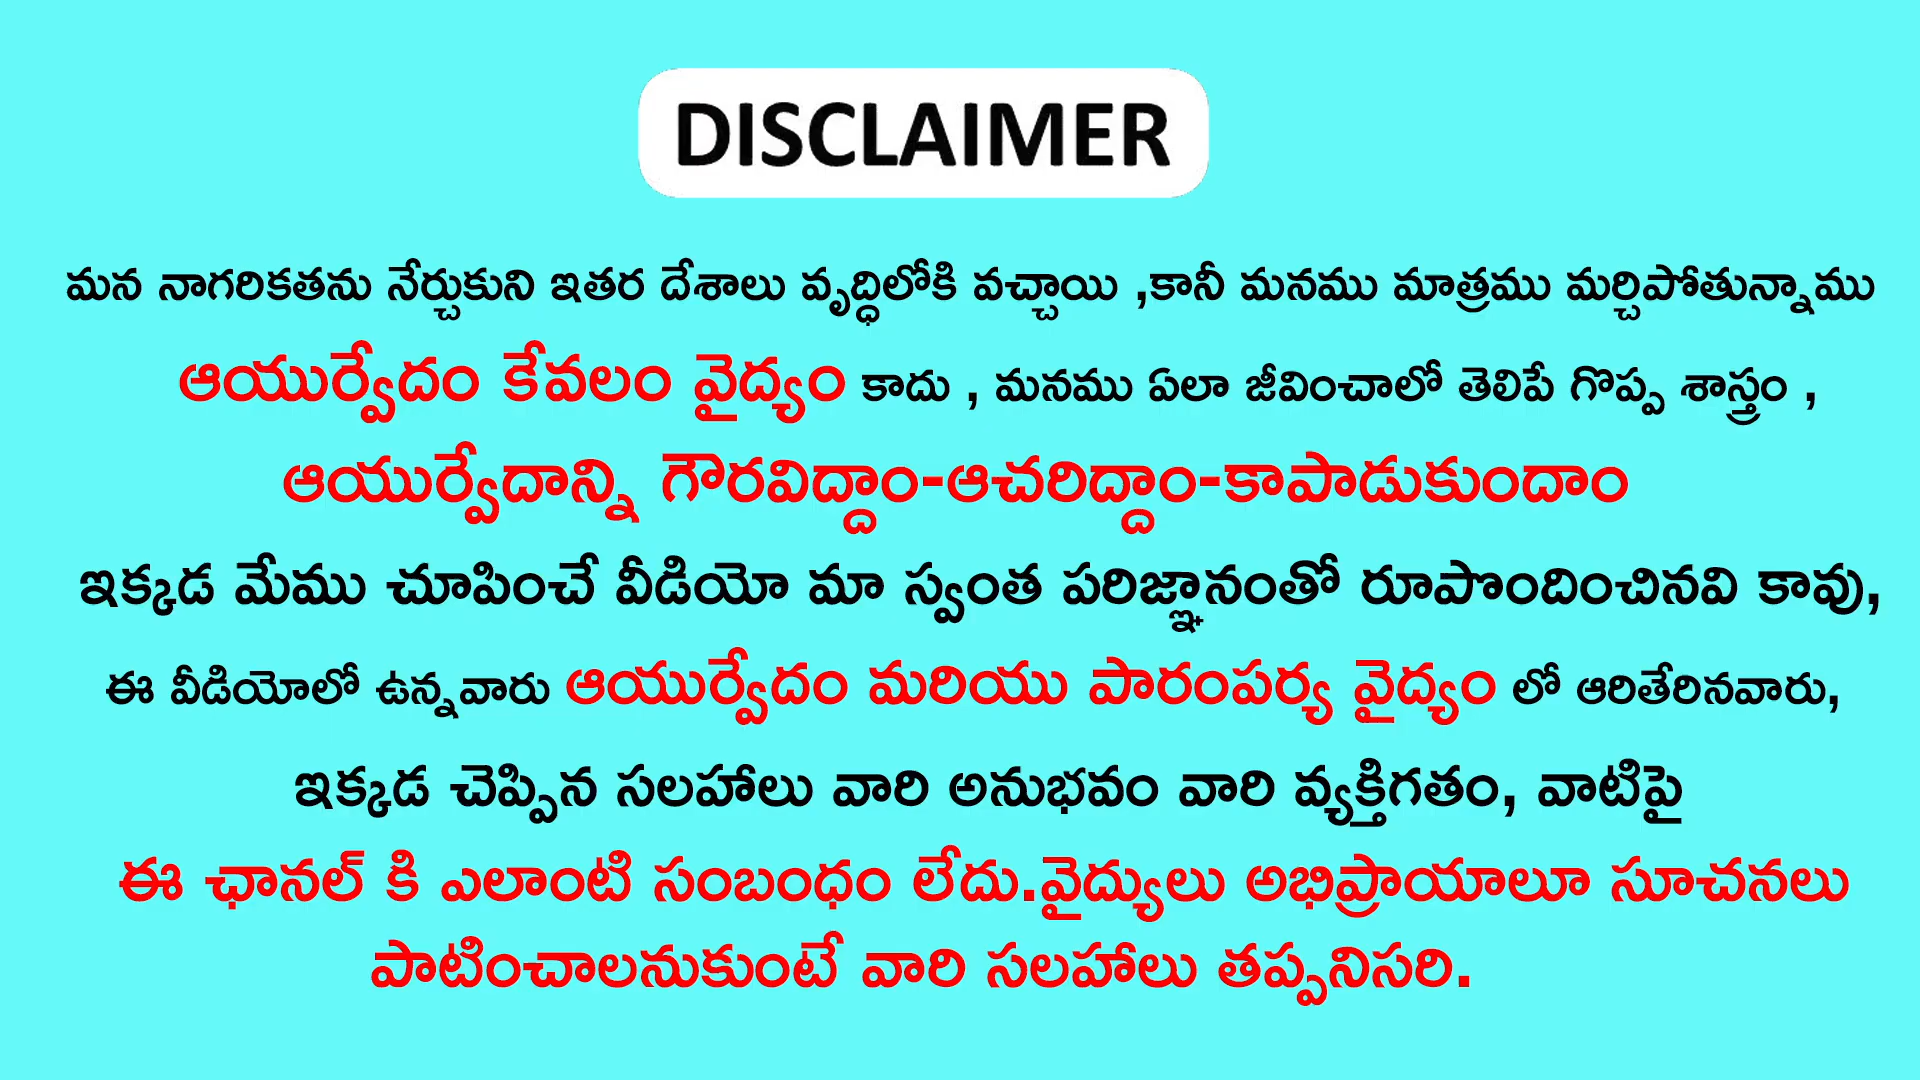 DISCLAIMER
మన నాగరికతను నేర్చుకుని ఇతర దేశాలు వృద్ధిలోకి వచ్చాయి ,కానీ మనము మాత్రము మర్చిపోతున్నాము
ఆయుర్వేదం కేవలం వైద్యం కాదు , మనము ఏలా జీవించాలో తెలిపే గొప్ప శాస్త్రం ,
ఆయుర్వేదాన్ని గౌరవిద్దాం-ఆచరిద్దాం-కాపాడుకుందాం
ఇక్కడ మేము చూపించే వీడియో మా స్వంత పరిజ్ఞానంతో రూపొందించినవి కావు,
ఈ వీడియోలో ఉన్నవారు ఆయుర్వేదం మరియు పారంపర్య వైద్యం లో ఆరితేరినవారు,
ఇక్కడ చెప్పిన సలహాలు వారి అనుభవం వారి వ్యక్తిగతం, వాటిపై
ఈ ఛానల్ కి ఎలాంటి సంబంధం లేదు.వైద్యులు అభిప్రాయాలూ సూచనలు
పాటించాలనుకుంటే వారి సలహాలు తప్పనిసరి.